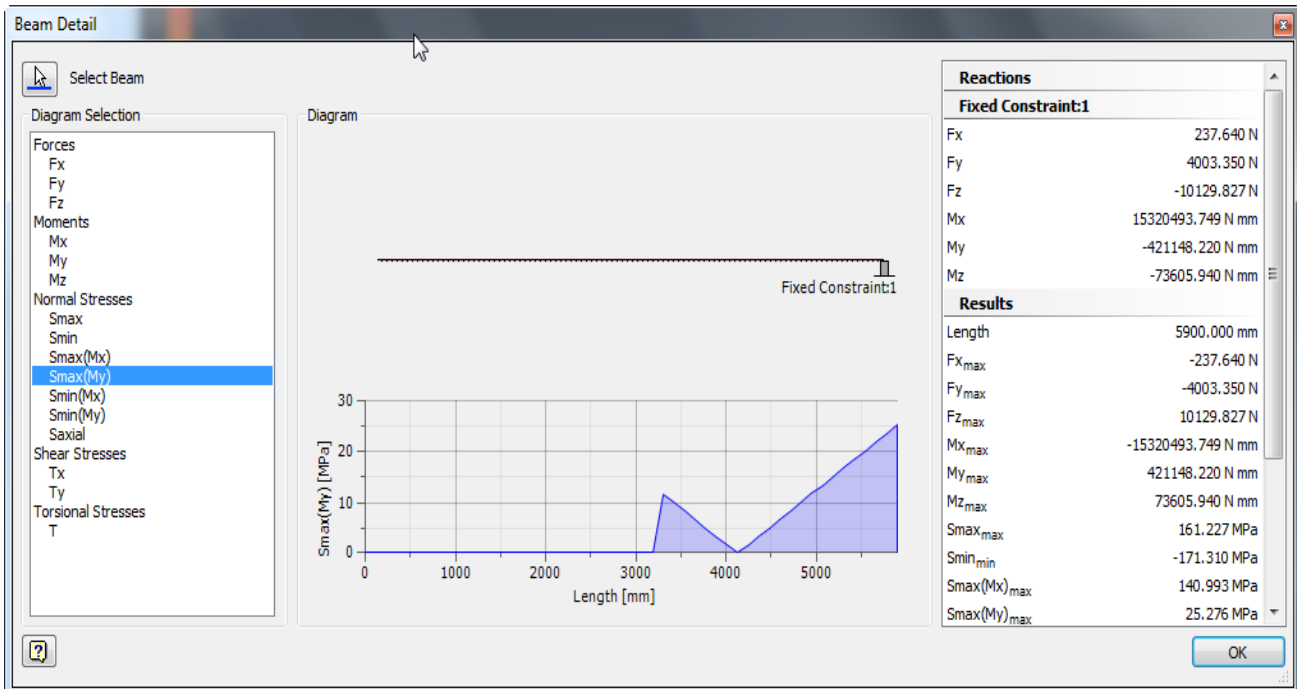 Beam Detail
Select Beam
Diagram Selection
Forces
Fx
Fy
Fz
Moments
Mx
My
Mz
Normal Stresses
Smax
Smin
Smax(Mx)
Smax(My)
Smin(Mx)
Smin(My)
Saxial
Shear Stresses
Tx
Ty
Torsional Stresses
T
Diagram
Fixed Constraint:1
Smax(My) [MPa]
30
20
10
0
0 1000 2000 3000 4000 5000
Length [mm]
Reactions
Fixed Constraint:1
Fx 237.640 N
Fy 4003.350 N
Fz -10129.827 N
Mx 15320493.749 N mm
My -421148.220 N mm
Mz -73605.940 N mm
Results
Length 5900.000 mm
Fxmax -237.640 N
Fymax -4003.350 N
Fzmax 10129.827 N
Mxmax -15320493.749 N mm
Mymax 421148.220 N mm
Mzmax 73605.940 N mm
Smaxmax 161.227 MPa
Sminmin -171.310 MPa
Smax(Mx)max 140.993 MPa
Smax(My)max 25.276 MPa
?
OK